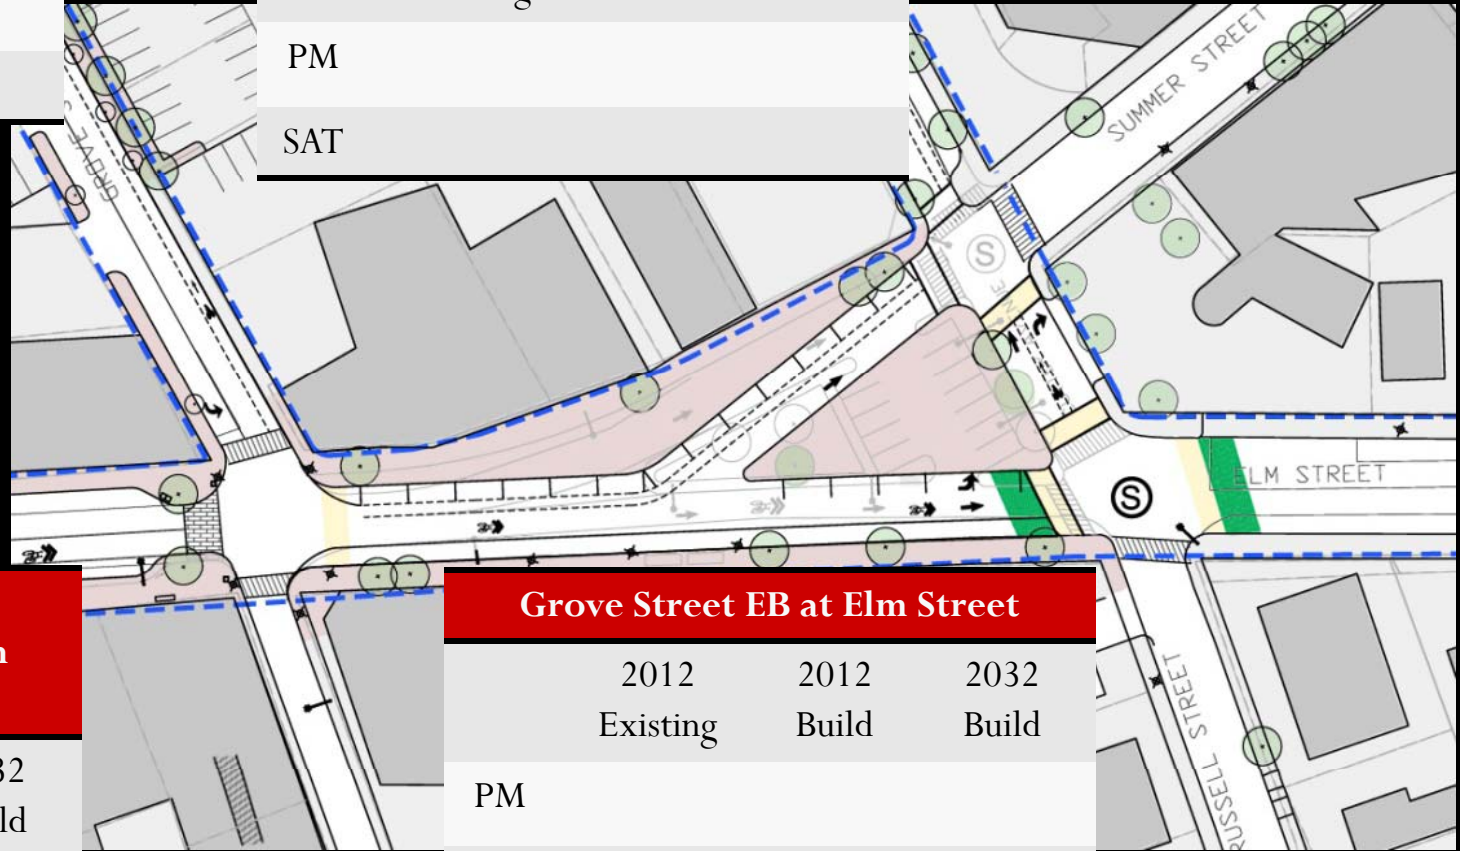 PM
SAT
GROVE S
SUMMER STREET
S
NE
S
ELM STREET
Grove Street EB at Elm Street
2012 2012 2032
Existing Build Build
PM
RUSSELL STREET